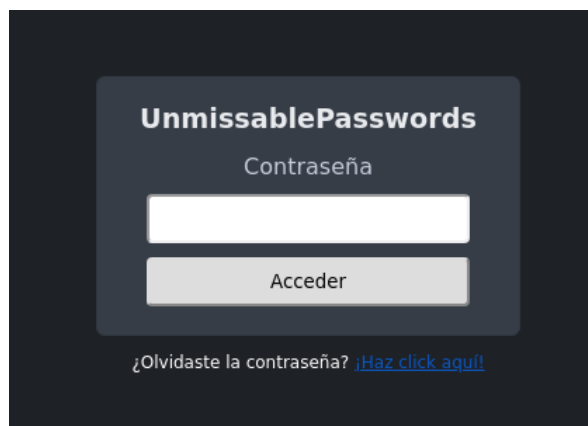 UnmissablePasswords
Contraseña
Acceder
¿Olvidaste la contraseña? ¡Haz click aquí!